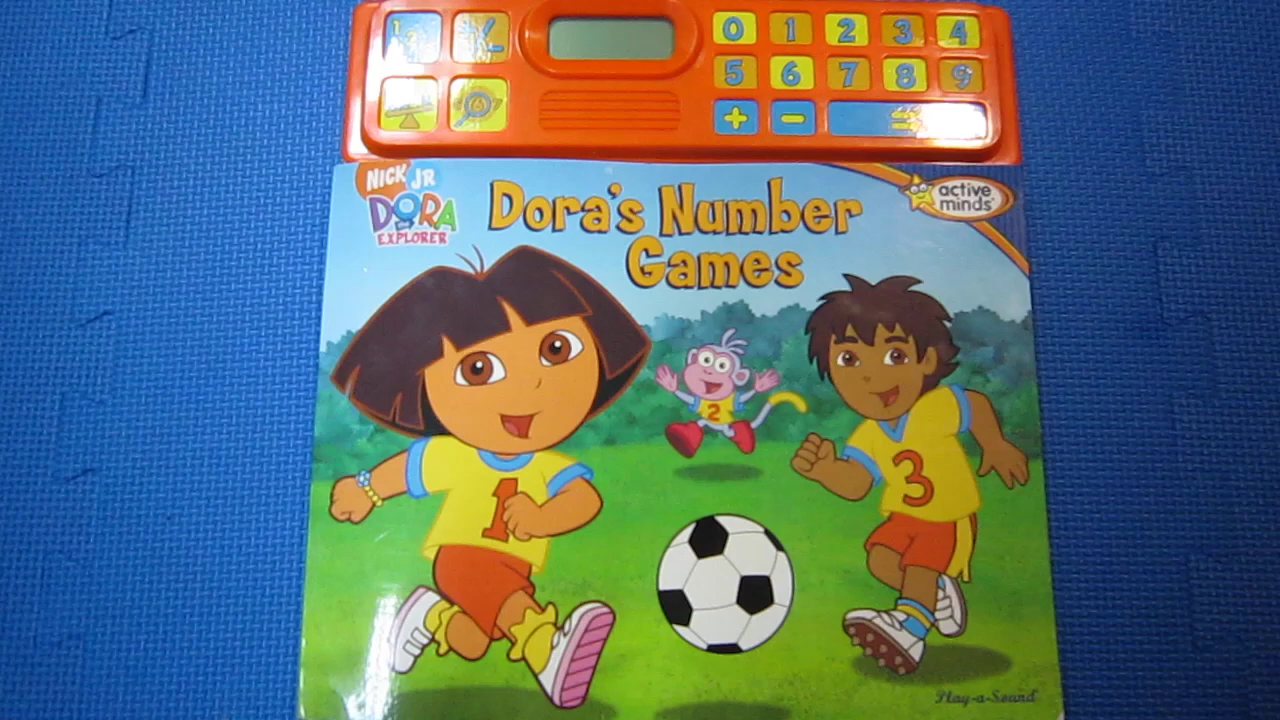 0 1 2 3 4
5 6 7 8 9
+ - =
NICK JR
DORA
the
EXPLORER
Dora's Number
Games
active
minds
2
1
3
Play-a-Sound